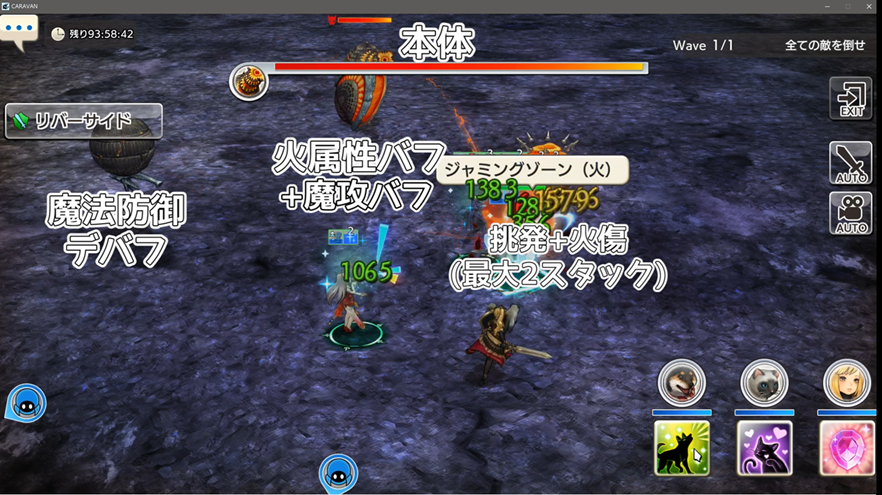 CARAVAN
残り93:58:42
本体
Wave 1/1
全ての敵を倒せ
EXIT
リバーサイド
火属性バフ
+魔攻バフ
ジャミングゾーン（火）
魔法防御
デバフ
挑発+火傷
(最大2スタック)
1065
AUTO
AUTO